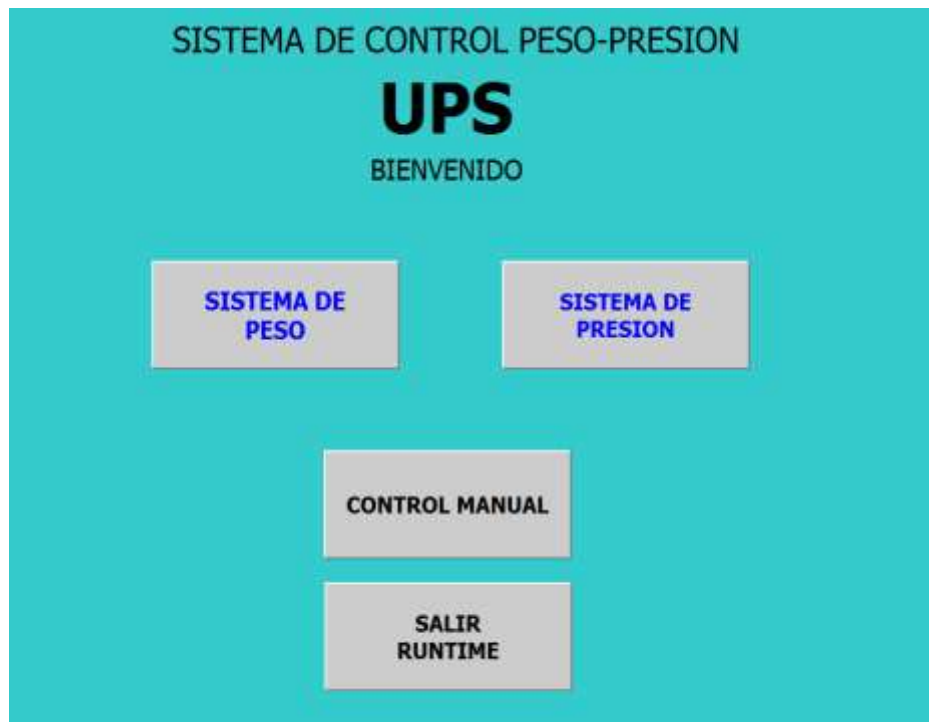 SISTEMA DE CONTROL PESO-PRESION
UPS
BIENVENIDO
SISTEMA DE
PESO
SISTEMA DE
PRESION
CONTROL MANUAL
SALIR
RUNTIME